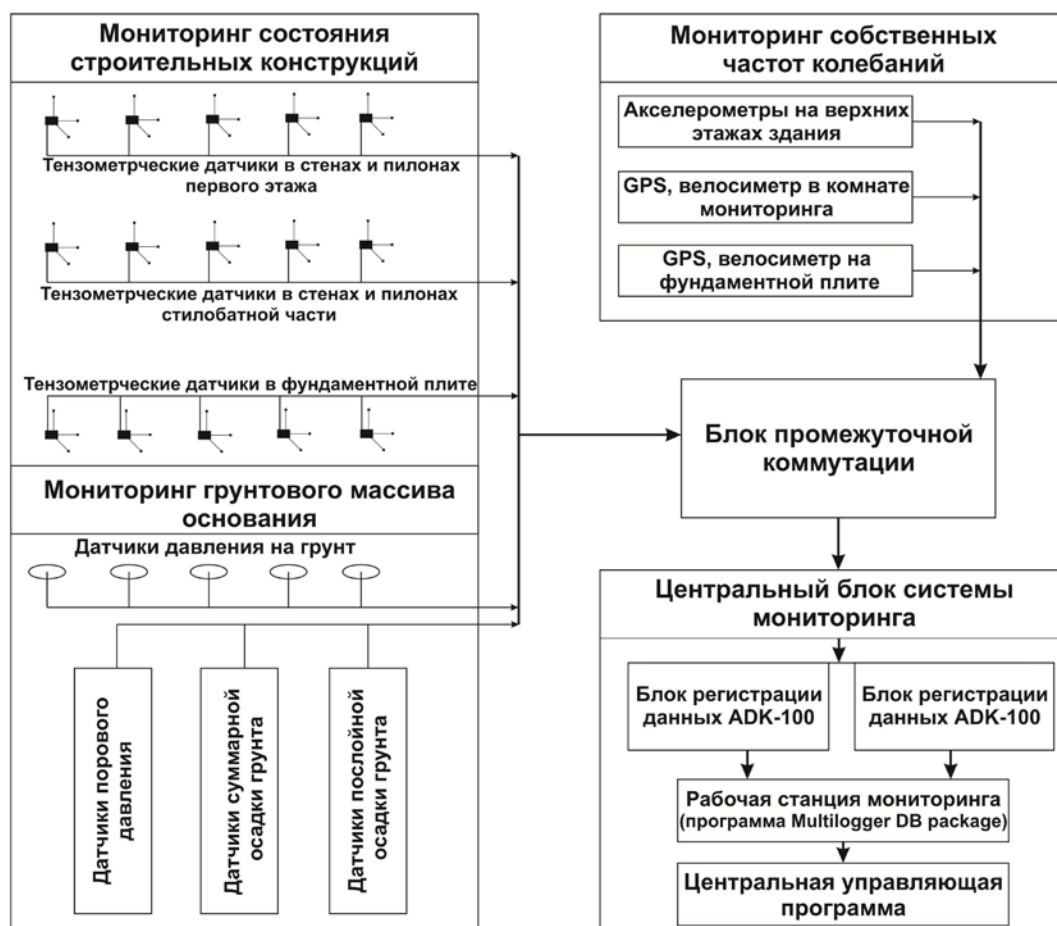 Мониторинг состояния
строительных конструкций
Тензометрческие датчики в стенах и пилонах
первого этажа
Тензометрческие датчики в стенах и пилонах
стилобатной части
Тензометрческие датчики в фундаментной плите
Мониторинг грунтового массива
основания
Датчики давления на грунт
Датчики порового
давления
Датчики суммарной
осадки грунта
Датчики послойной
осадки грунта
Мониторинг собственных
частот колебаний
Акселерометры на верхних
этажах здания
GPS, велосиметр в комнате
мониторинга
GPS, велосиметр на
фундаментной плите
Блок промежуточной
коммутации
Центральный блок системы
мониторинга
Блок регистрации
данных ADK-100
Блок регистрации
данных ADK-100
Рабочая станция мониторинга
(программа Multilogger DB package)
Центральная управляющая
программа